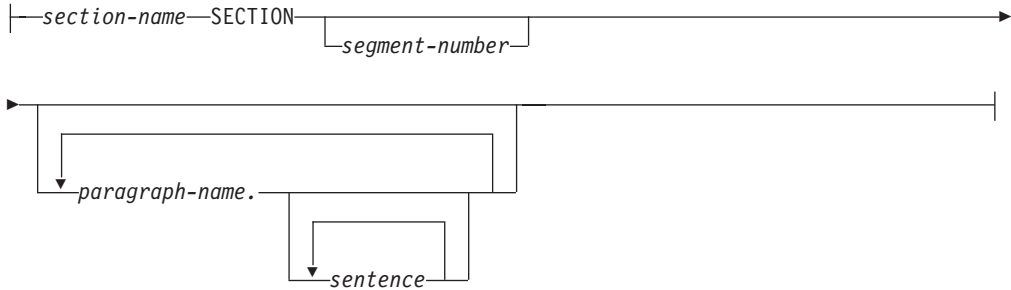 section-name SECTION
segment-number
paragraph-name.
sentence